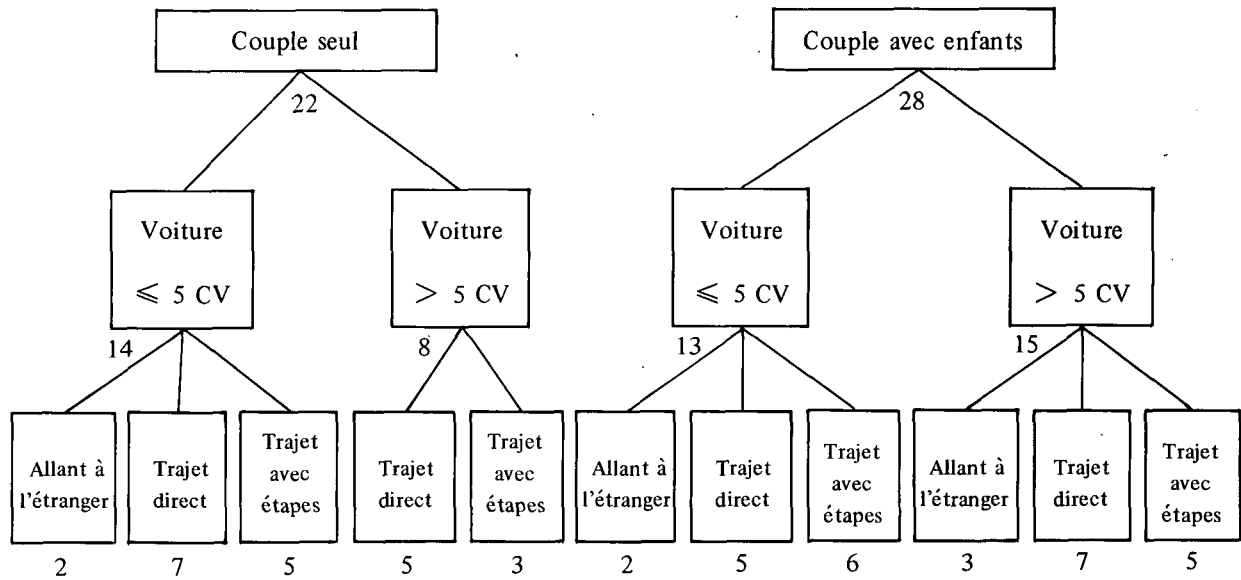 Couple seul
Couple avec enfants
22
28
Voiture
≤ 5 CV
Voiture
> 5 CV
Voiture
≤ 5 CV
Voiture
> 5 CV
14
8
13
15
Allant à
l'étranger
Trajet
direct
Trajet
avec
étapes
Trajet
direct
Trajet
avec
étapes
Allant à
l'étranger
Trajet
direct
Trajet
avec
étapes
Allant à
l'étranger
Trajet
direct
Trajet
avec
étapes
2
7
5
5
3
2
5
6
3
7
5